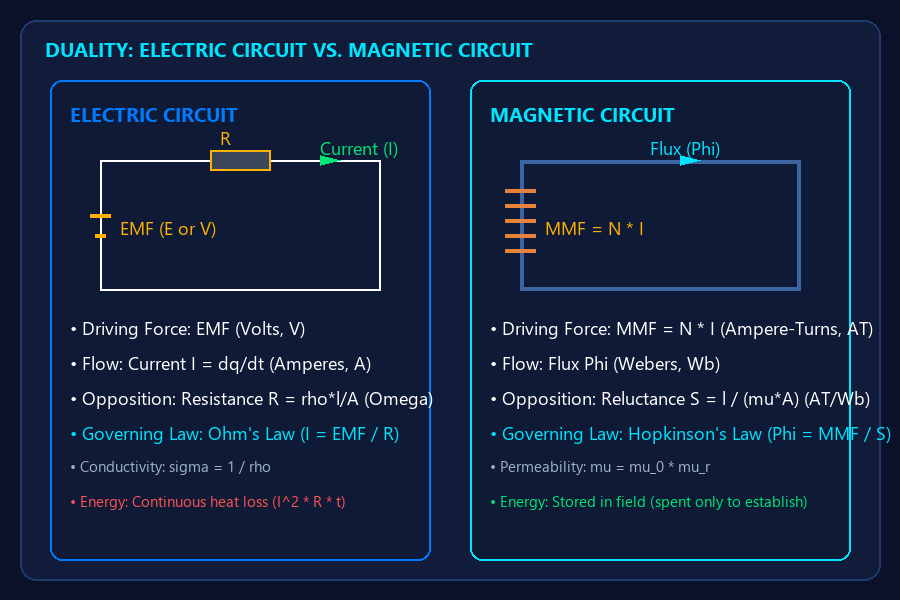 DUALITY: ELECTRIC CIRCUIT VS. MAGNETIC CIRCUIT
ELECTRIC CIRCUIT
R
Current (I)
EMF (E or V)
• Driving Force: EMF (Volts, V)
• Flow: Current I = dq/dt (Amperes, A)
• Opposition: Resistance R = rho*l/A (Omega)
• Governing Law: Ohm's Law (I = EMF / R)
• Conductivity: sigma = 1 / rho
• Energy: Continuous heat loss (I^2 * R * t)
MAGNETIC CIRCUIT
Flux (Phi)
MMF = N * I
• Driving Force: MMF = N * I (Ampere-Turns, AT)
• Flow: Flux Phi (Webers, Wb)
• Opposition: Reluctance S = l / (mu*A) (AT/Wb)
• Governing Law: Hopkinson's Law (Phi = MMF / S)
• Permeability: mu = mu_0 * mu_r
• Energy: Stored in field (spent only to establish)